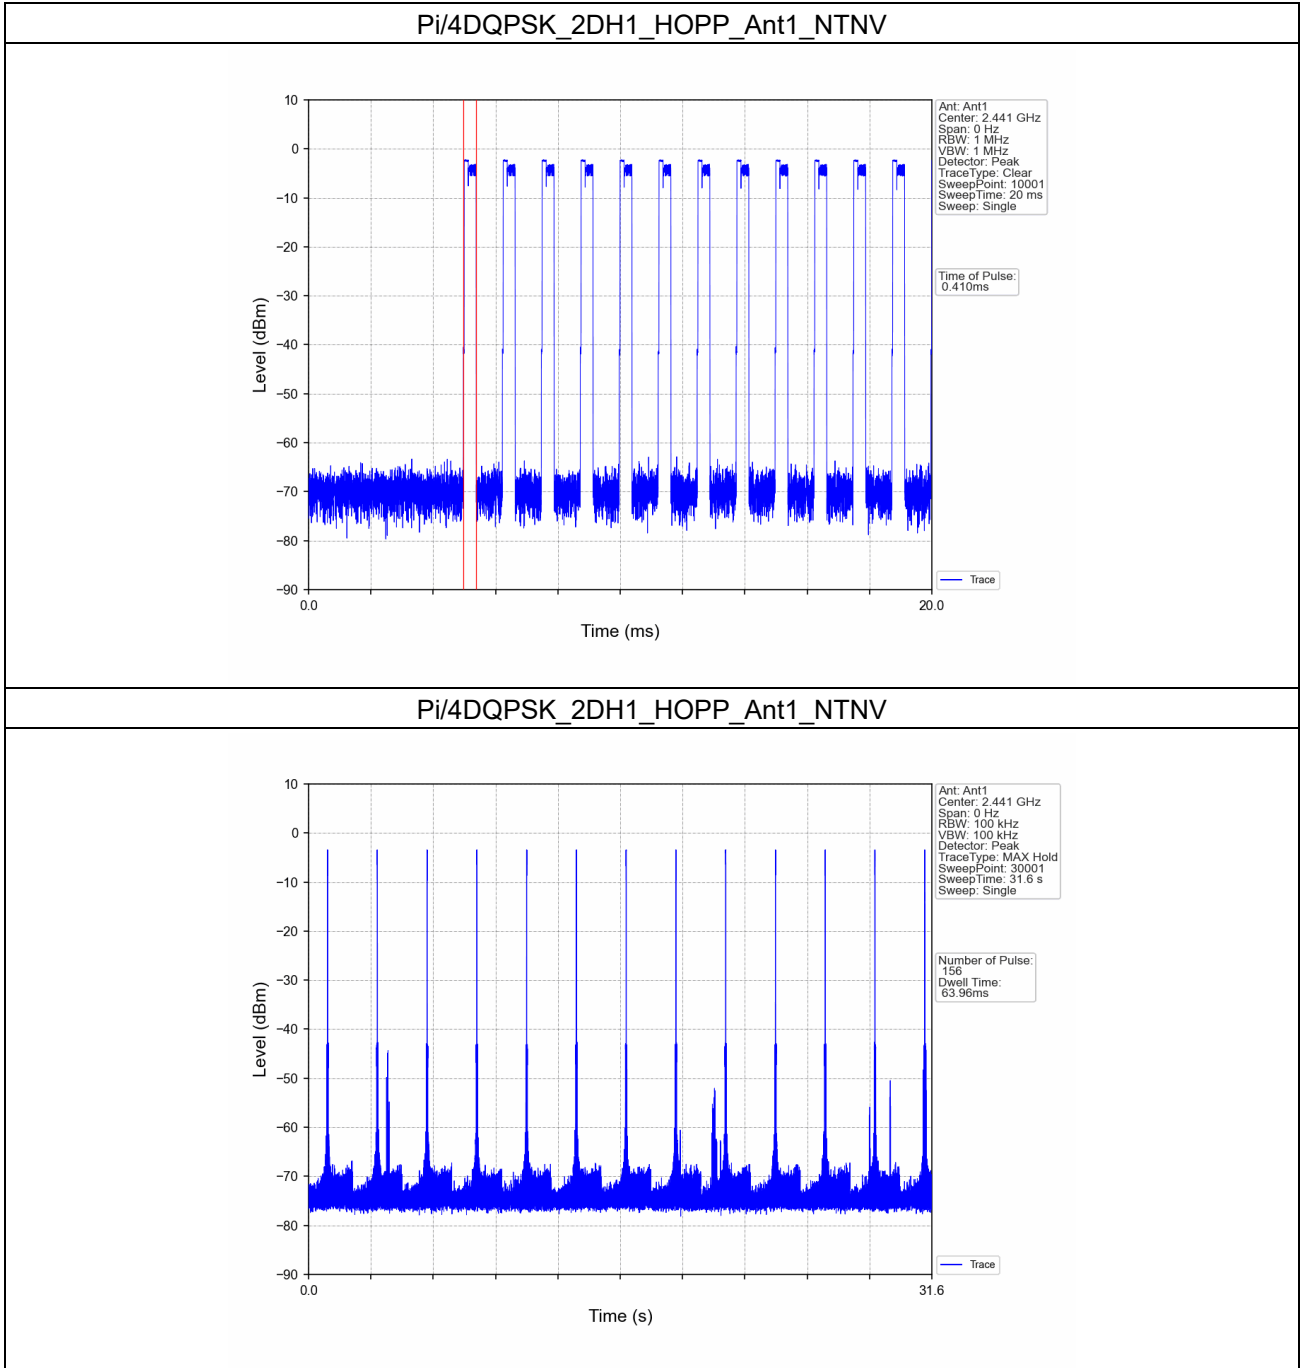 Pi/4DQPSK_2DH1_HOPP_Ant1_NTNV
10
0
−10
−20
−30
−40
−50
−60
−70
−80
−90
Level (dBm)
0.0
20.0
Time (ms)
Ant: Ant1
Center: 2.441 GHz
Span: 0 Hz
RBW: 1 MHz
VBW: 1 MHz
Detector: Peak
TraceType: Clear
SweepPoint: 10001
SweepTime: 20 ms
Sweep: Single
Time of Pulse:
0.410ms
Trace
Pi/4DQPSK_2DH1_HOPP_Ant1_NTNV
10
0
−10
−20
−30
−40
−50
−60
−70
−80
−90
Level (dBm)
0.0
31.6
Time (s)
Ant: Ant1
Center: 2.441 GHz
Span: 0 Hz
RBW: 100 kHz
VBW: 100 kHz
Detector: Peak
TraceType: MAX Hold
SweepPoint: 30001
SweepTime: 31.6 s
Sweep: Single
Number of Pulse:
156
Dwell Time:
63.96ms
Trace